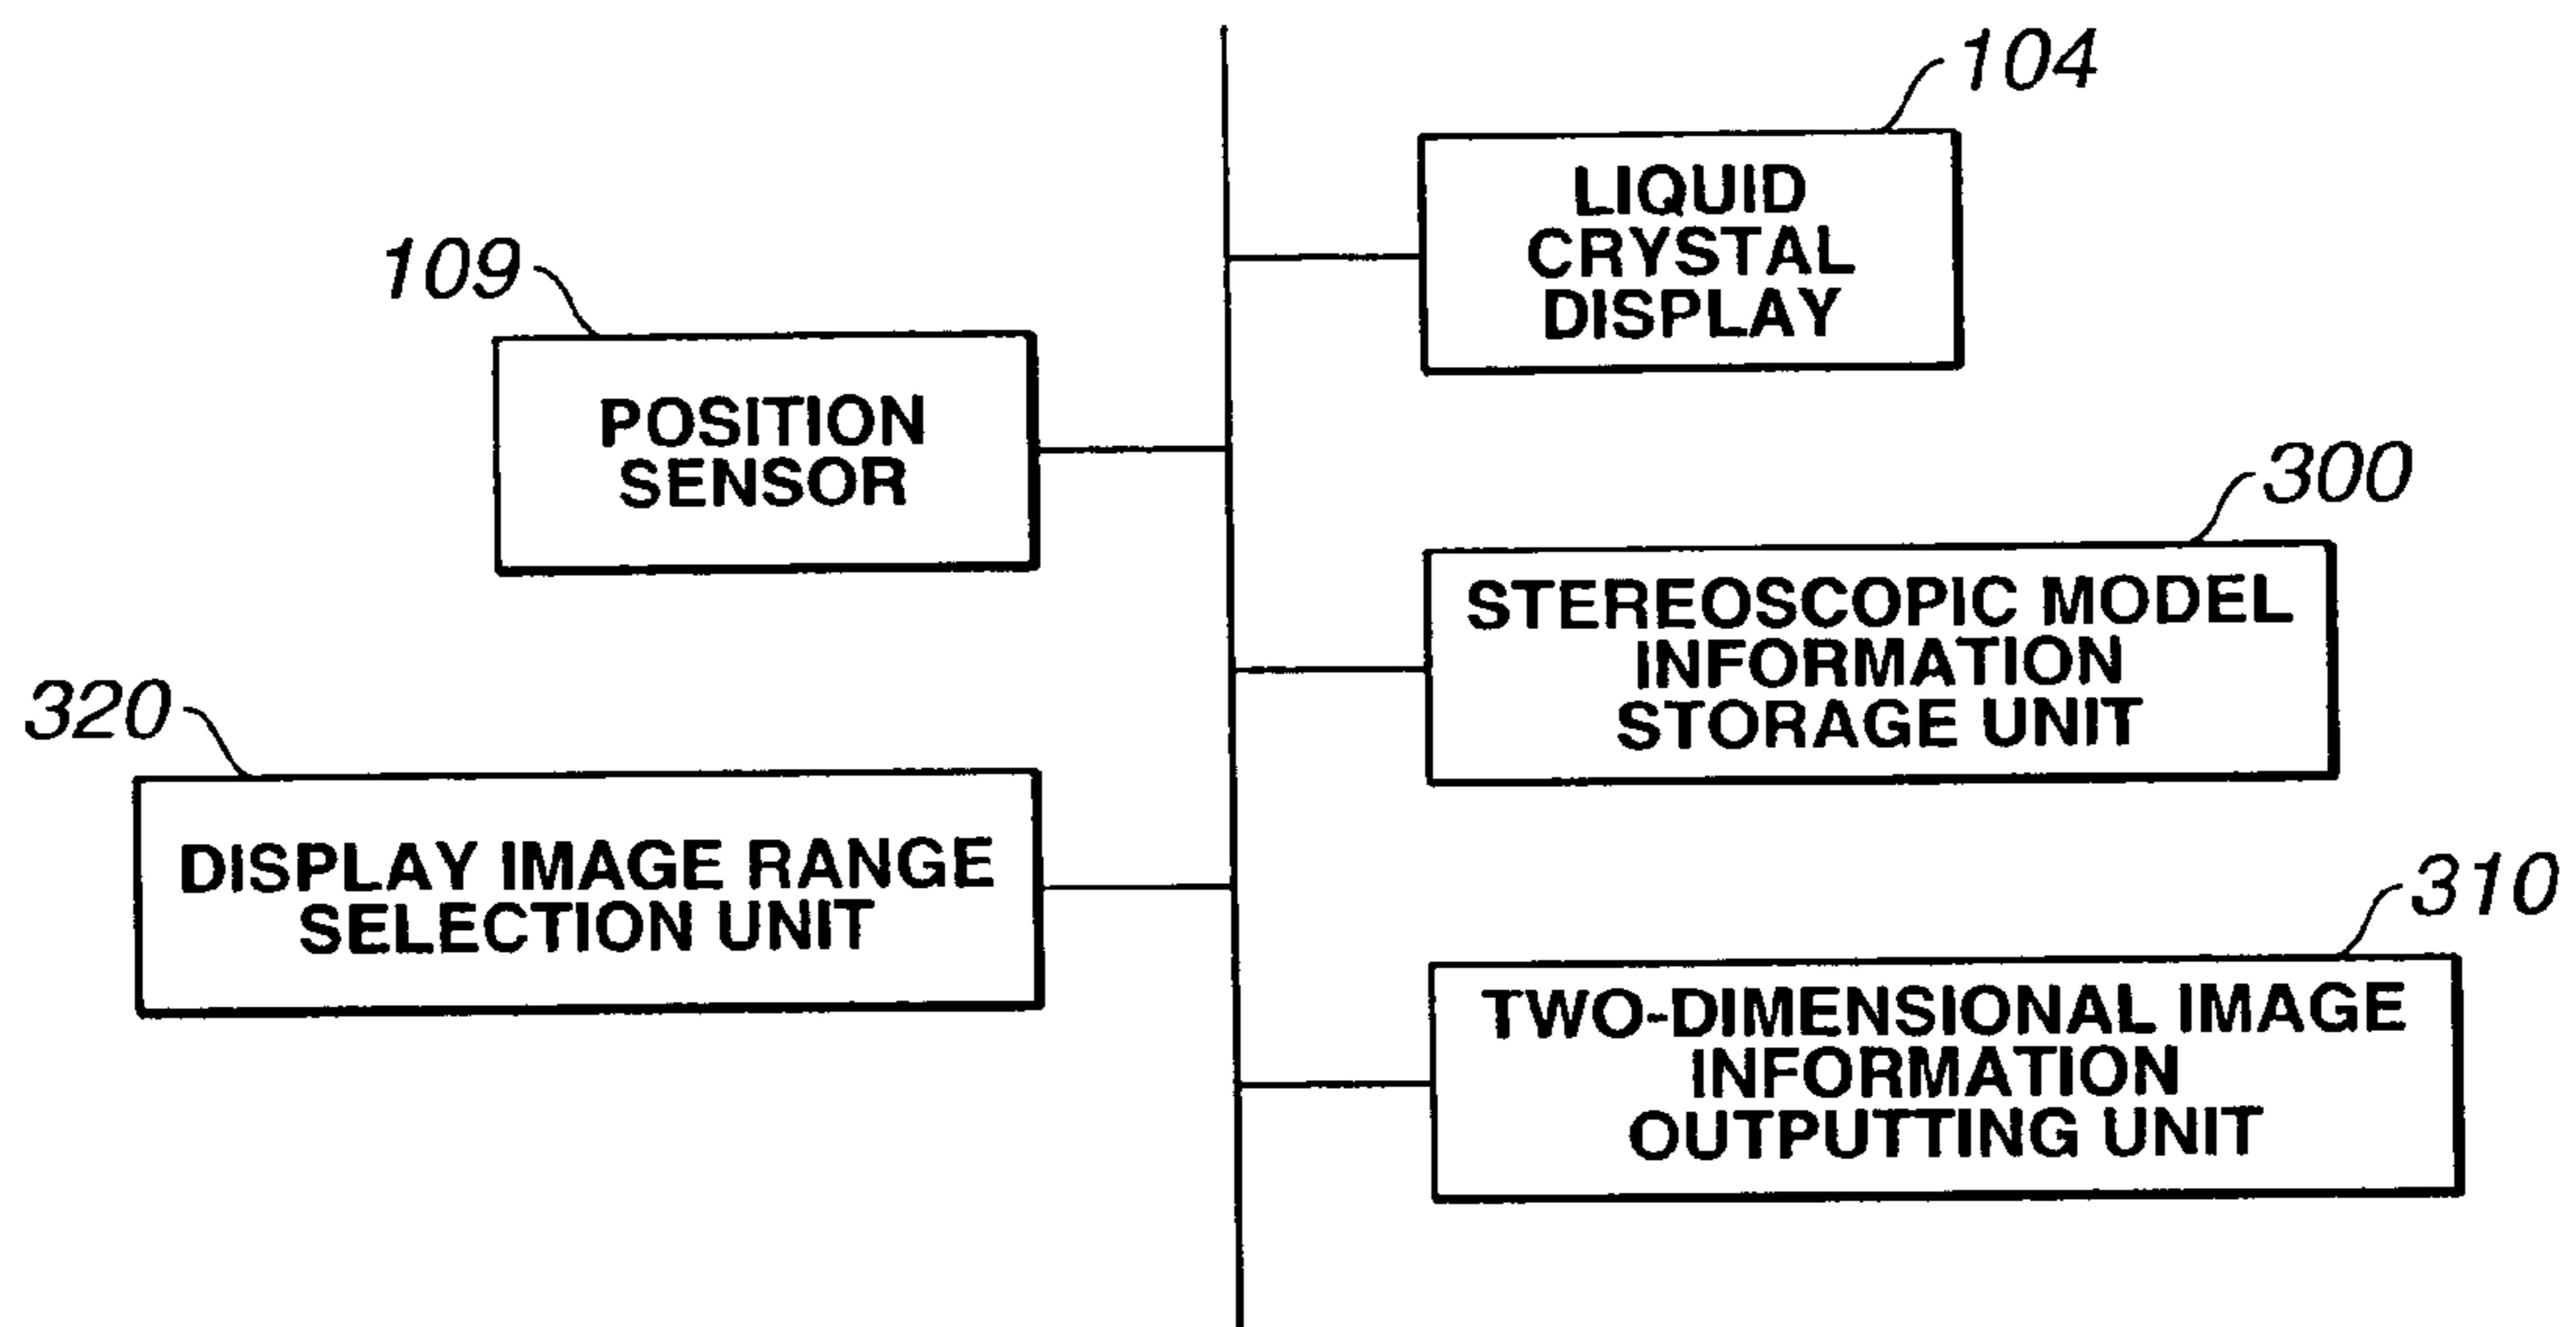 104
LIQUID
CRYSTAL
DISPLAY
109
POSITION
SENSOR
300
STEREOSCOPIC MODEL
INFORMATION
STORAGE UNIT
320
DISPLAY IMAGE RANGE
SELECTION UNIT
310
TWO-DIMENSIONAL IMAGE
INFORMATION
OUTPUTTING UNIT